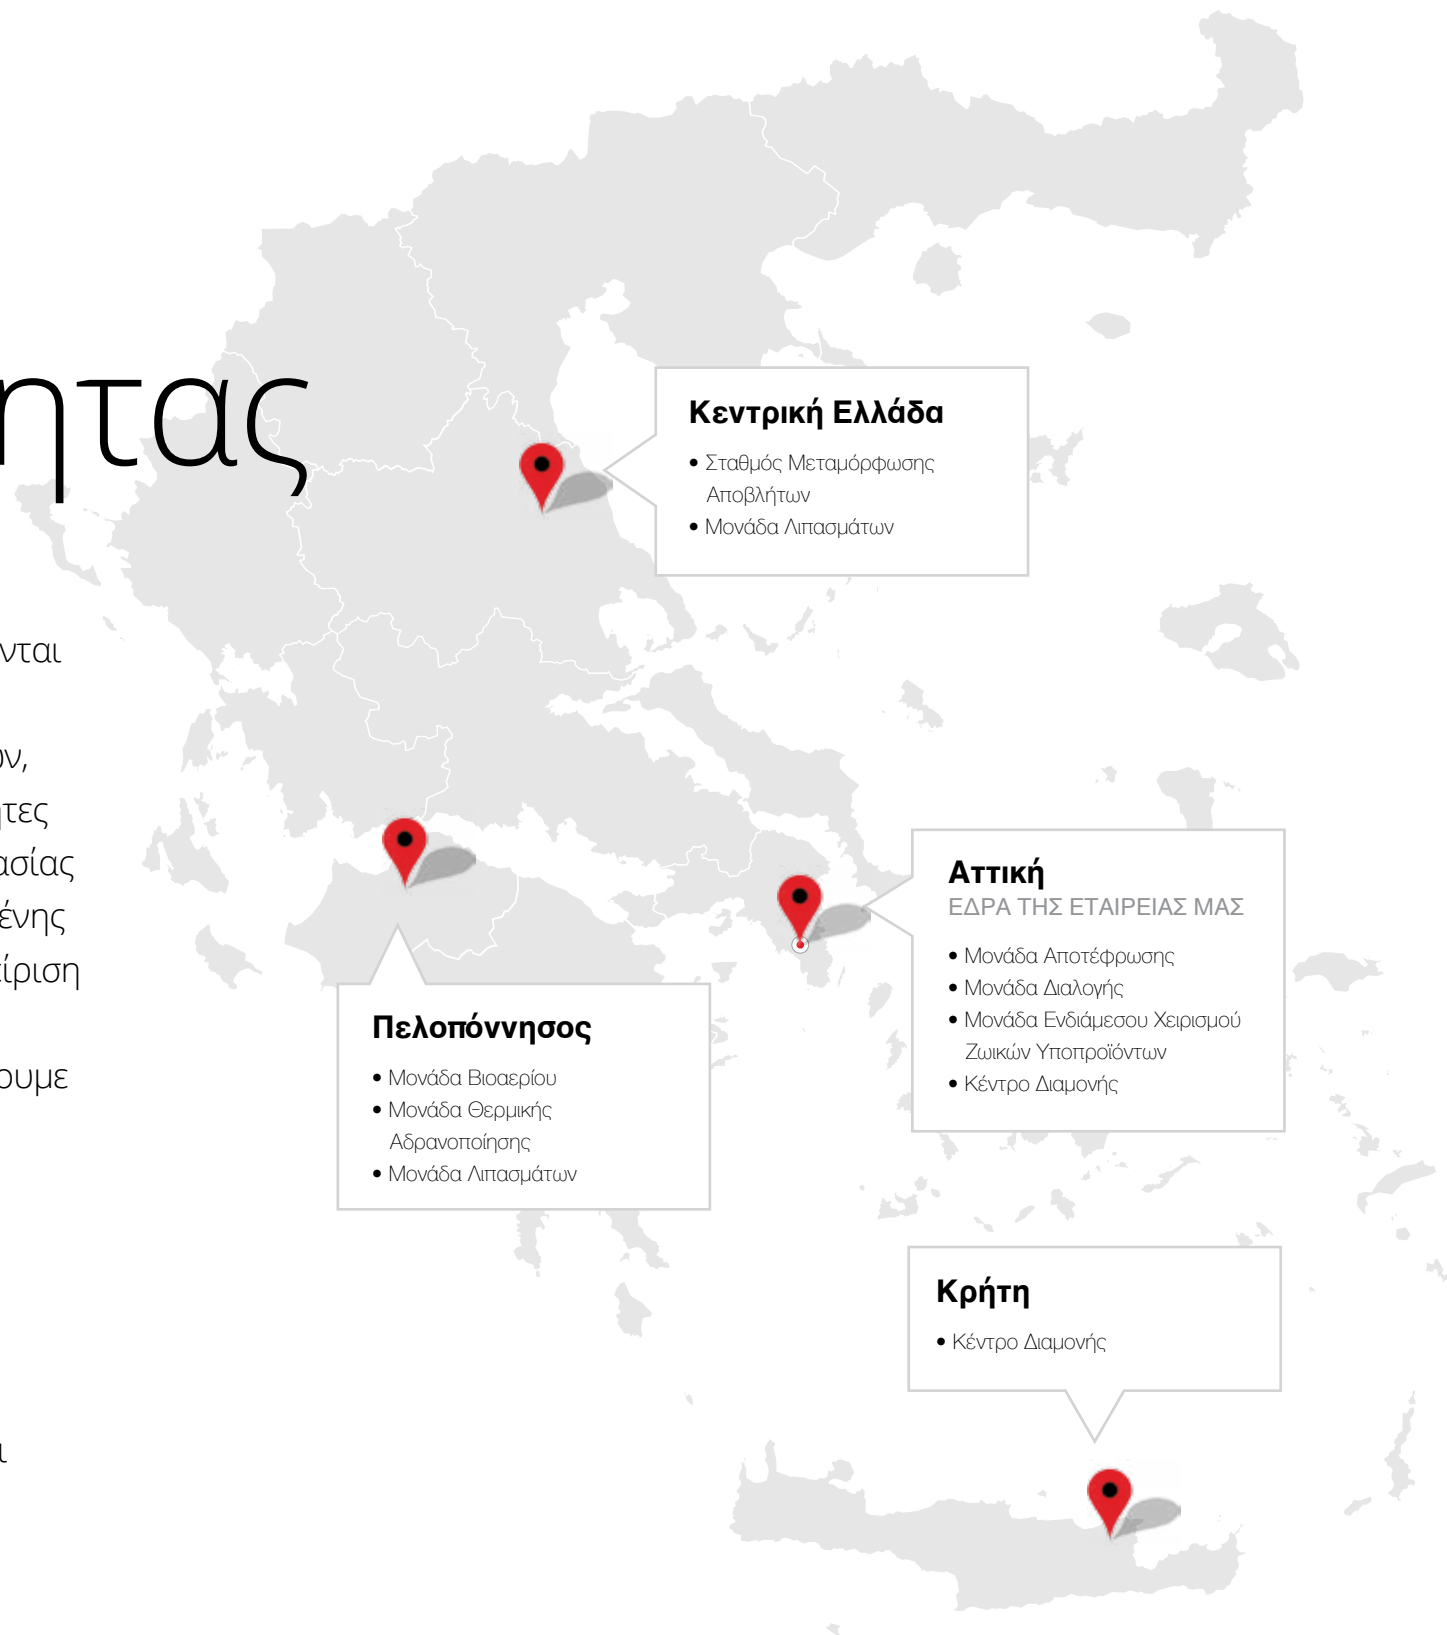 ητας
νται
ων,
ητες
ασίας
ένης
είριση
ουμε
ι
Κεντρική Ελλάδα
• Σταθμός Μεταμόρφωσης
Αποβλήτων
• Μονάδα Λιπασμάτων
Αττική
ΕΔΡΑ ΤΗΣ ΕΤΑΙΡΕΙΑΣ ΜΑΣ
• Μονάδα Αποτέφρωσης
• Μονάδα Διαλογής
• Μονάδα Ενδιάμεσου Χειρισμού
Ζωικών Υποπροϊόντων
• Κέντρο Διαμονής
Πελοπόννησος
• Μονάδα Βιοαερίου
• Μονάδα Θερμικής
Αδρανοποίησης
• Μονάδα Λιπασμάτων
Κρήτη
• Κέντρο Διαμονής